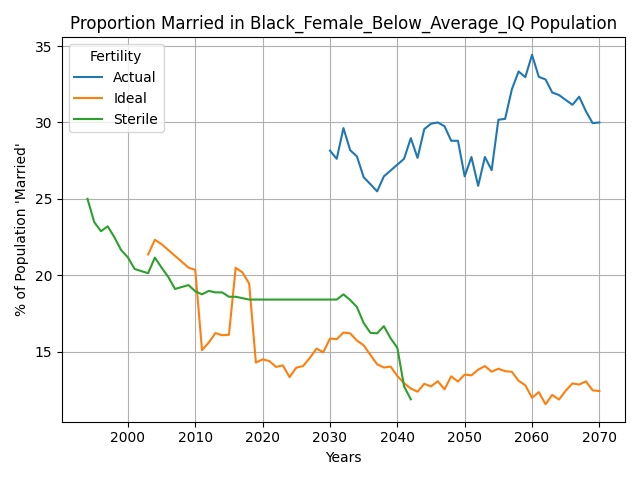 Proportion Married in Black_Female_Below_Average_IQ Population
Fertility
Actual
Ideal
Sterile
% of Population 'Married'
35
30
25
20
15
2000 2010 2020 2030 2040 2050 2060 2070
Years